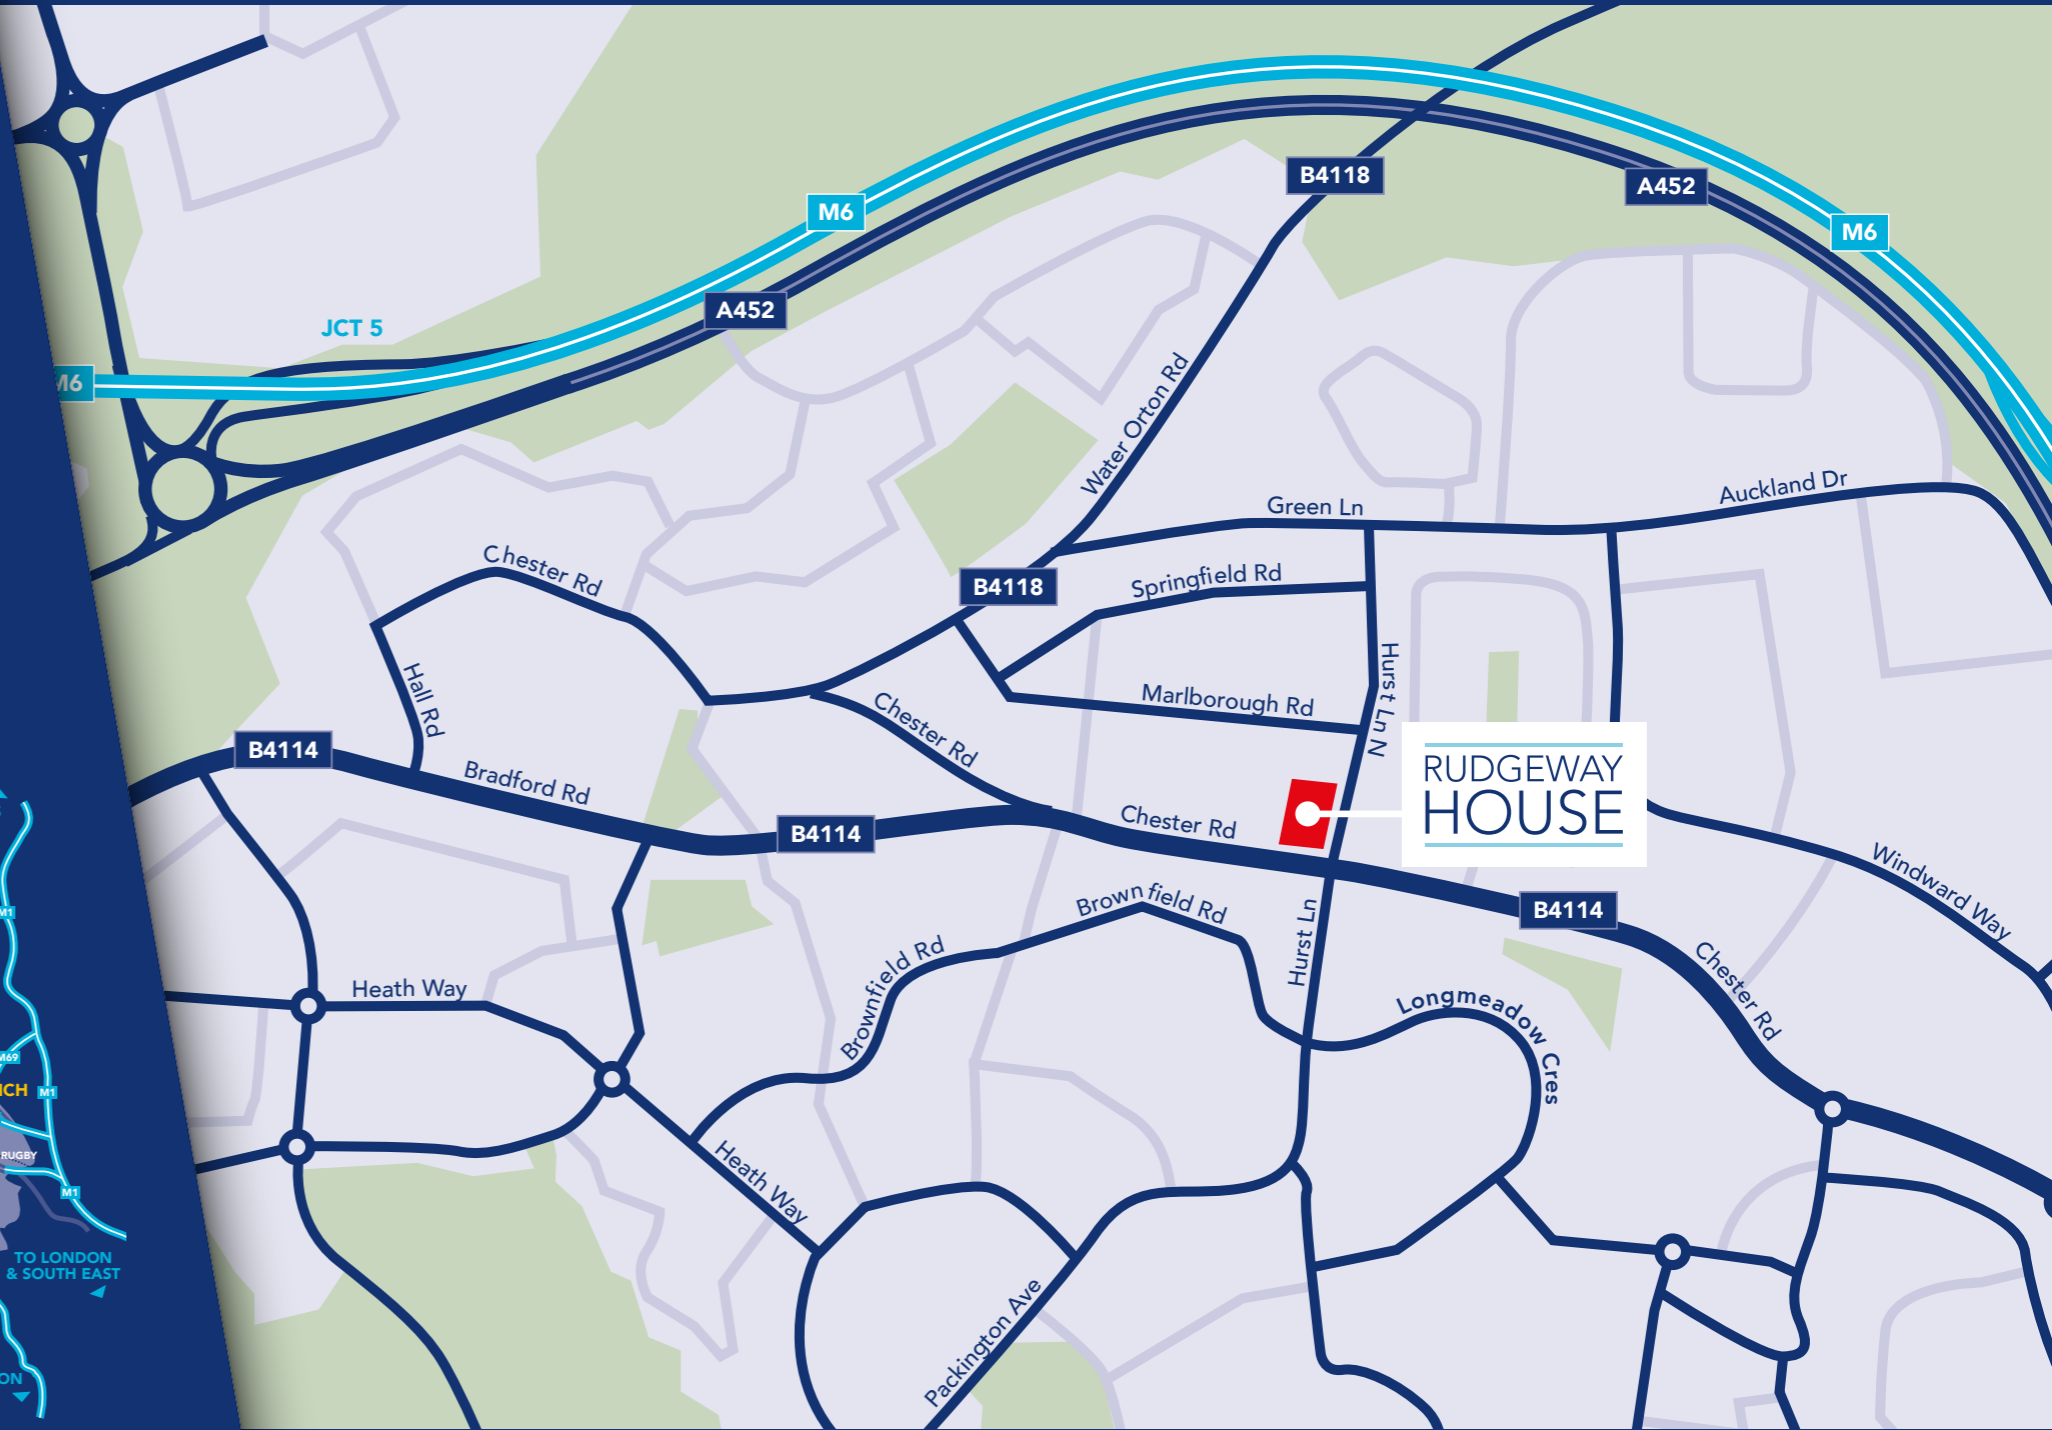 B4118
A452
M6
M6
M6
A452
JCT 5
Water Orton Rd
Auckland Dr
Green Ln
Chester Rd
B4118
Springfield Rd
Hall Rd
Hurst Ln N
Marlborough Rd
Chester Rd
B4114
Bradford Rd
B4114
Chester Rd
RUDGEWAY
HOUSE
Windward Way
B4114
Brownfield Rd
Hurst Ln
M1
Brownfield Rd
Chester Rd
Heath Way
Longmeadow Cres
M69
M1
RUGBY
Heath Way
M1
TO LONDON
& SOUTH EAST
Packington Ave